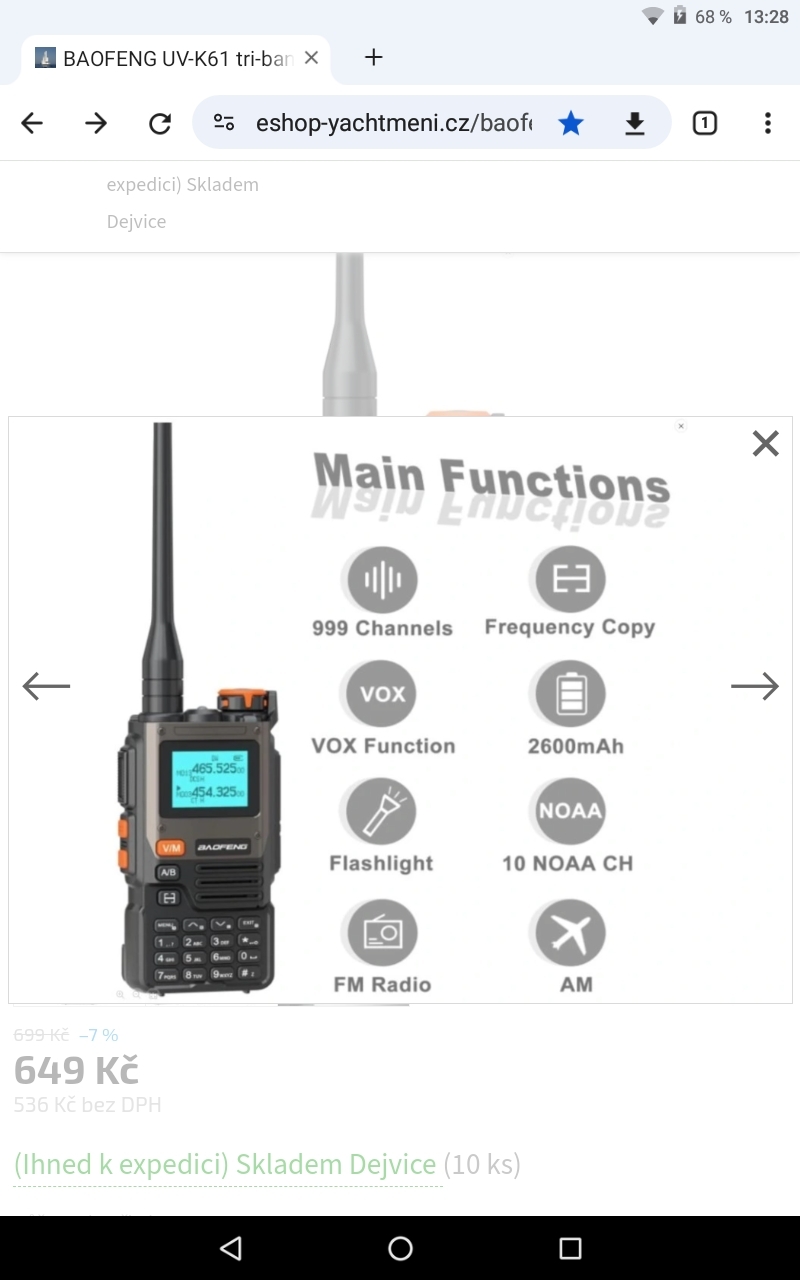 68 % 13:28
BAOFENG UV-K61 tri-ban
eshop-yachtmeni.cz/baofe
1
expedici) Skladem
Dejvice
Main Functions
999 Channels
Frequency Copy
VOX
VOX Function
2600mAh
NOAA
Flashlight
10 NOAA CH
FM Radio
AM
465.525
454.325
V/M
BAOFENG
A/B
699 Kč –7 %
649 Kč
536 Kč bez DPH
(Ihned k expedici) Skladem Dejvice (10 ks)